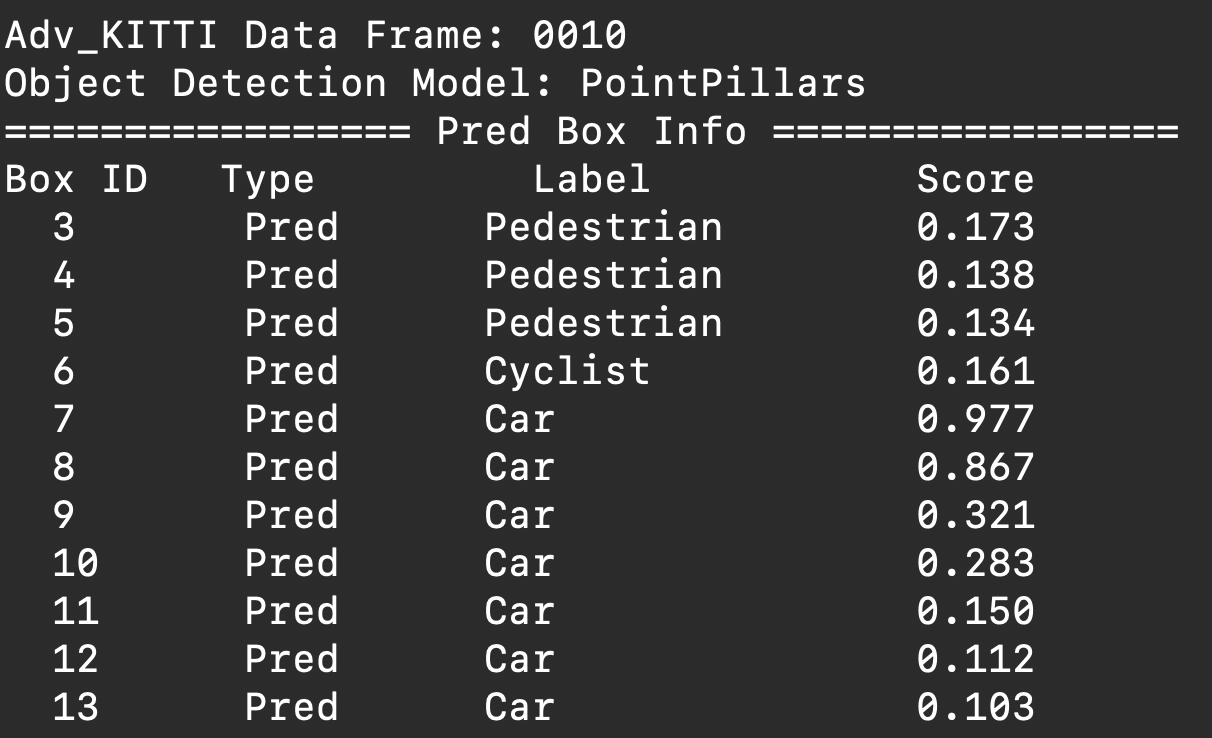 Adv_KITTI Data Frame: 0010
Object Detection Model: PointPillars
================= Pred Box Info =================
Box ID   Type         Label           Score
  3       Pred      Pedestrian        0.173
  4       Pred      Pedestrian        0.138
  5       Pred      Pedestrian        0.134
  6       Pred      Cyclist           0.161
  7       Pred      Car               0.977
  8       Pred      Car               0.867
  9       Pred      Car               0.321
  10      Pred      Car               0.283
  11      Pred      Car               0.150
  12      Pred      Car               0.112
  13      Pred      Car               0.103